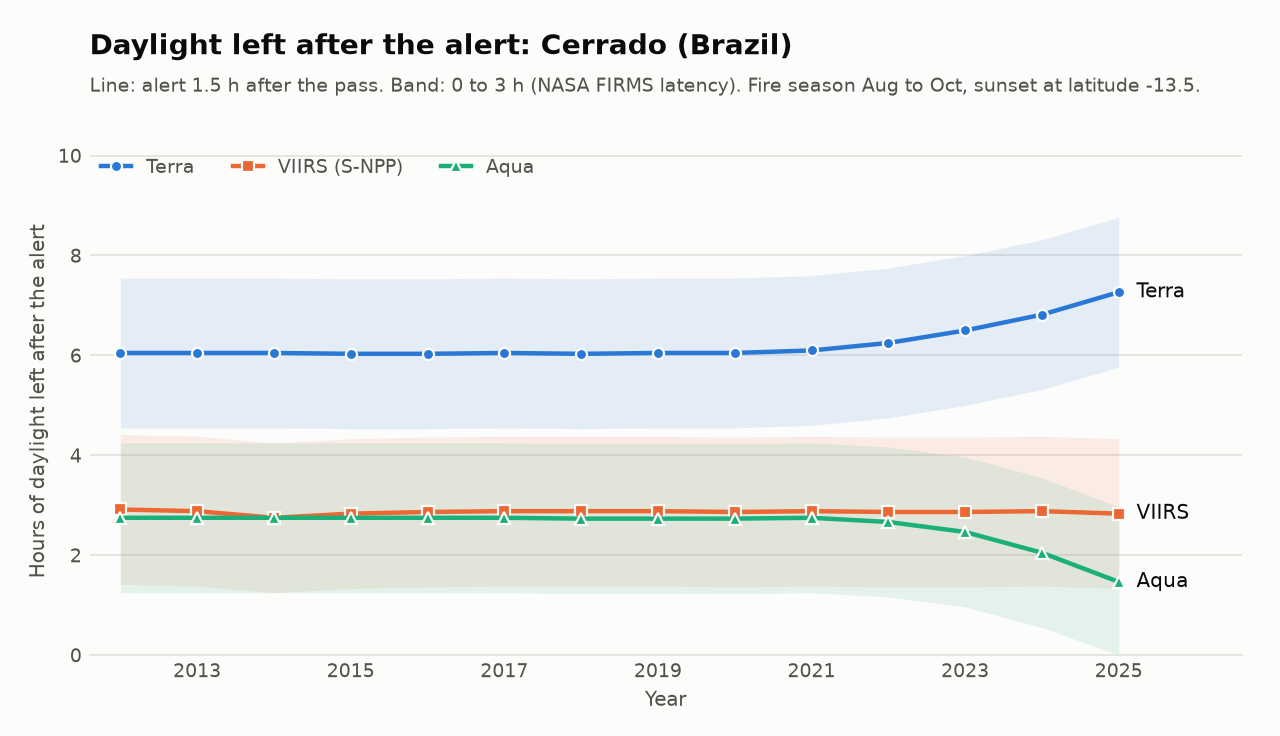 Daylight left after the alert: Cerrado (Brazil)
Line: alert 1.5 h after the pass. Band: 0 to 3 h (NASA FIRMS latency). Fire season Aug to Oct, sunset at latitude -13.5.
Hours of daylight left after the alert
10
8
6
4
2
0
Terra
VIIRS (S-NPP)
Aqua
Terra
VIIRS
Aqua
2013
2015
2017
2019
2021
2023
2025
Year